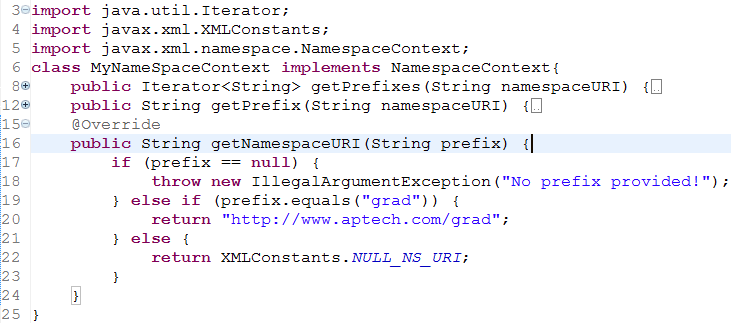 3 import java.util.Iterator;
4 import javax.xml.XMLConstants;
5 import javax.xml.namespace.NamespaceContext;
6 class MyNameSpaceContext implements NamespaceContext{
8     public Iterator<String> getPrefixes(String namespaceURI) {..
12     public String getPrefix(String namespaceURI) {..
15     @Override
16     public String getNamespaceURI(String prefix) {
17         if (prefix == null) {
18             throw new IllegalArgumentException("No prefix provided!");
19         } else if (prefix.equals("grad")) {
20             return "http://www.aptech.com/grad";
21         } else {
22             return XMLConstants.NULL_NS_URI;
23         }
24     }
25 }